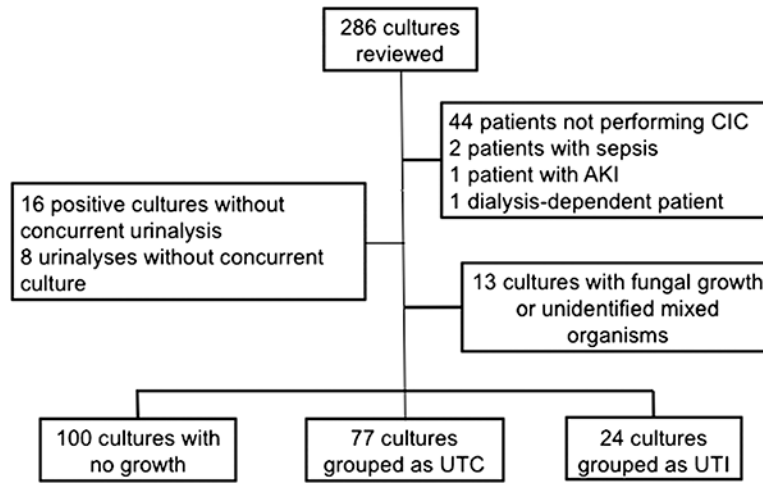 286 cultures
reviewed
44 patients not performing CIC
2 patients with sepsis
1 patient with AKI
1 dialysis-dependent patient
16 positive cultures without
concurrent urinalysis
8 urinalyses without concurrent
culture
13 cultures with fungal growth
or unidentified mixed
organisms
100 cultures with
no growth
77 cultures
grouped as UTC
24 cultures
grouped as UTI